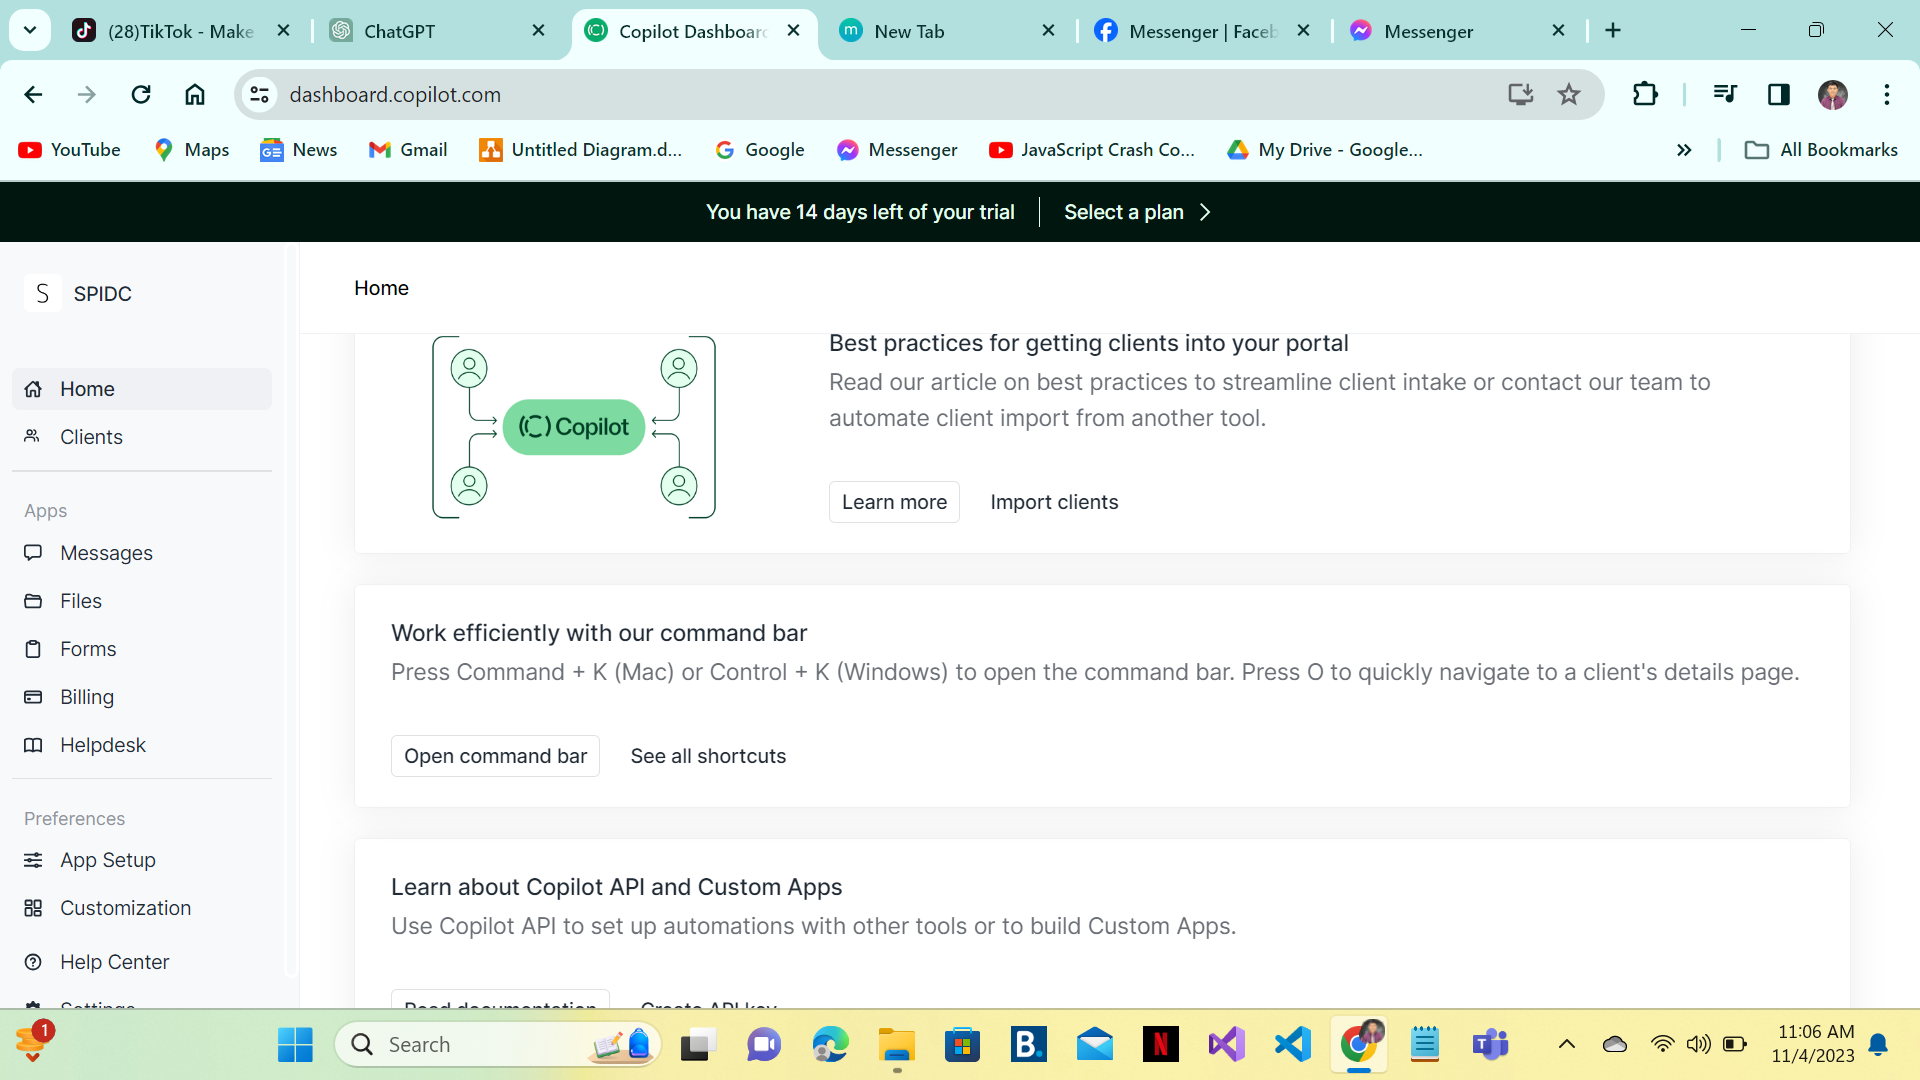 (28)TikTok - Make
ChatGPT
Copilot Dashboard
New Tab
Messenger | Faceb
Messenger
dashboard.copilot.com
YouTube
Maps
News
Gmail
Untitled Diagram.d...
Google
Messenger
JavaScript Crash Co...
My Drive - Google...
All Bookmarks
You have 14 days left of your trial
Select a plan
S SPIDC
Home
Home
Clients
Apps
Messages
Files
Forms
Billing
Helpdesk
Preferences
App Setup
Customization
Help Center
Settings
Copilot
Best practices for getting clients into your portal
Read our article on best practices to streamline client intake or contact our team to
automate client import from another tool.
Learn more
Import clients
Work efficiently with our command bar
Press Command + K (Mac) or Control + K (Windows) to open the command bar. Press O to quickly navigate to a client's details page.
Open command bar
See all shortcuts
Learn about Copilot API and Custom Apps
Use Copilot API to set up automations with other tools or to build Custom Apps.
Read documentation
Create API key
1
Search
B.
N
11:06 AM
11/4/2023